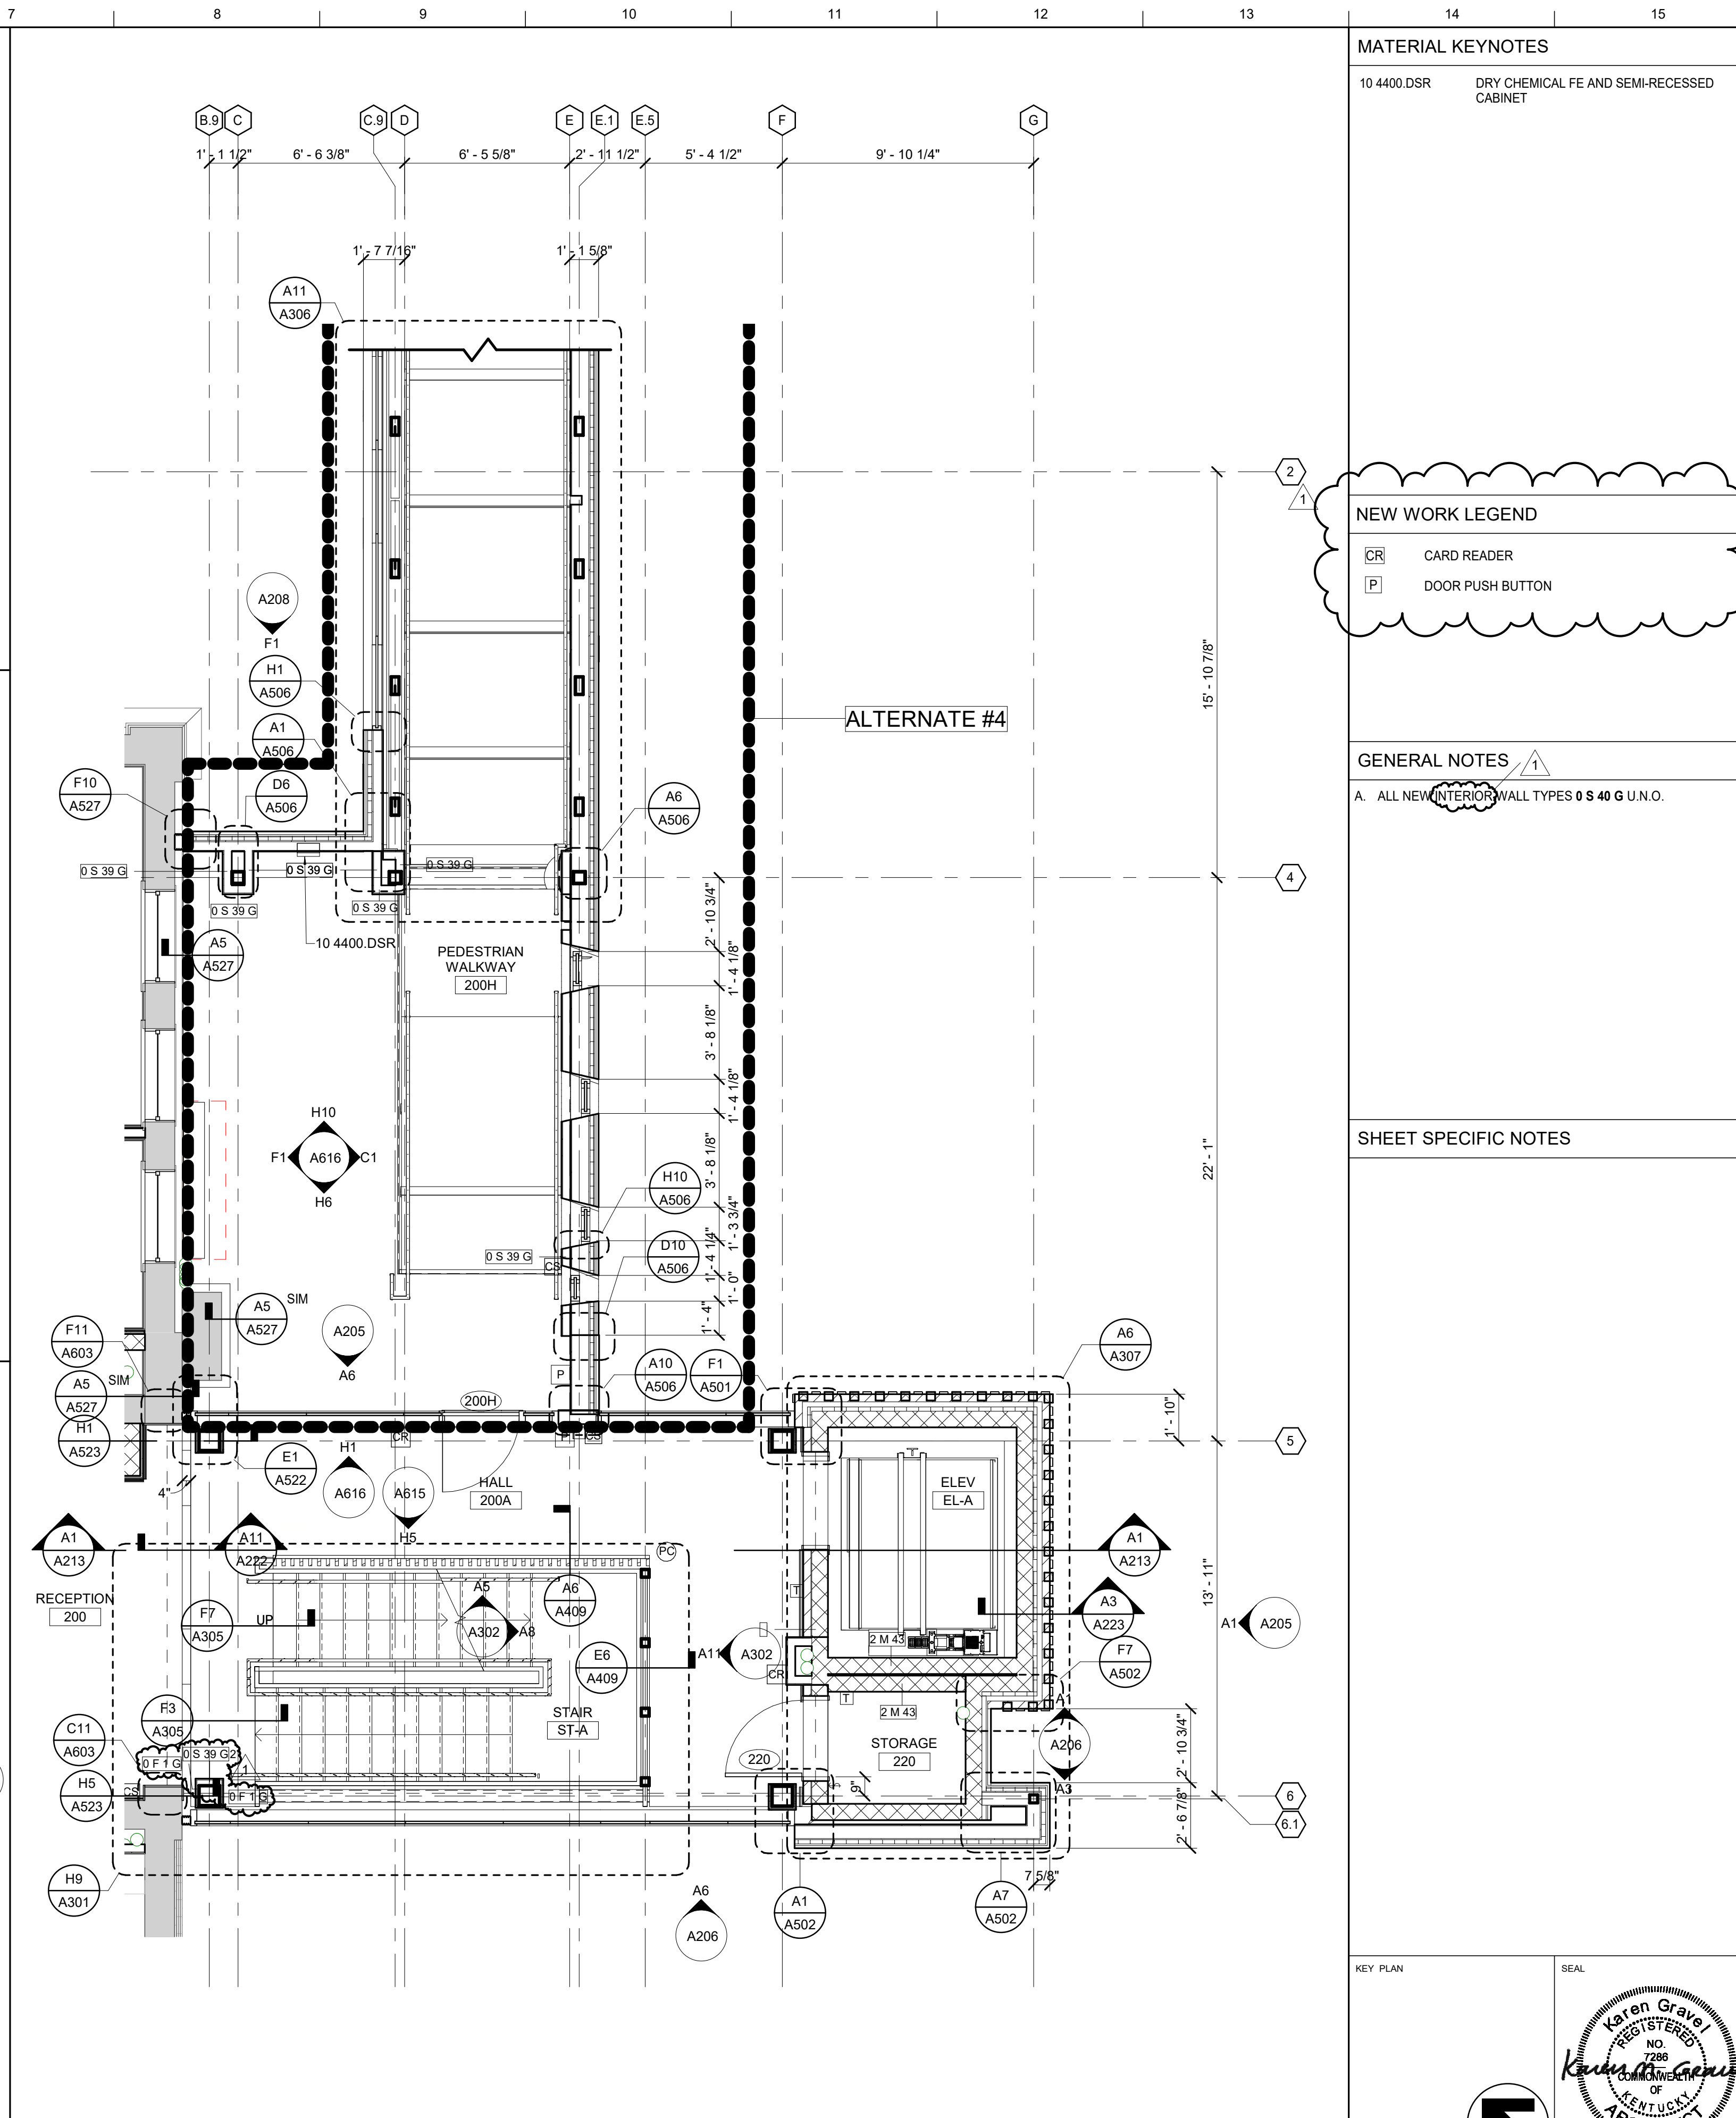 7
8
9
10
11
12
13
14
15
MATERIAL KEYNOTES
10 4400.DSR DRY CHEMICAL FE AND SEMI-RECESSED
CABINET
B.9
C
C.9
D
E
E.1
E.5
F
G
1' - 1 1/2"
6' - 6 3/8"
6' - 5 5/8"
2' - 11 1/2"
5' - 4 1/2"
9' - 10 1/4"
1' - 7 7/16"
1' - 1 5/8"
A11
A306
2
1
NEW WORK LEGEND
CR CARD READER
P DOOR PUSH BUTTON
A208
F1
H1
A506
A1
A506
15' - 10 7/8"
ALTERNATE #4
GENERAL NOTES 1
A. ALL NEW INTERIOR WALL TYPES 0 S 40 G U.N.O.
F10
A527
D6
A506
A6
A506
0 S 39 G
0 S 39 G
0 S 39 G
0 S 39 G
0 S 39 G
4
10 4400.DSR
A5
A527
PEDESTRIAN
WALKWAY
200H
2' - 10 3/4"
1' - 4 1/8"
3' - 8 1/8"
1' - 4 1/8"
3' - 8 1/8"
1' - 3 3/4"
1' - 4 1/4"
1' - 0"
1' - 4"
22' - 1"
SHEET SPECIFIC NOTES
H10
F1
A616
C1
H6
H10
A506
D10
A506
0 S 39 G
CS
A5
A527
SIM
A205
A6
F11
A603
A5
A527
SIM
H1
A523
P
A10
A506
F1
A501
A6
A307
200H
1' - 10"
5
CR
P
CS
E1
A522
H1
A616
A615
H5
HALL
200A
ELEV
EL-A
4"
T
A1
A213
A11
A222
PC
A1
A213
RECEPTION
200
13' - 11"
F7
A305
UP
A5
A302
A8
A6
A409
T
A3
A223
A1
A205
E6
A409
A11
A302
CR
2 M 43
F7
A502
F3
A305
STAIR
ST-A
T
2 M 43
A1
A206
A3
C11
A603
0 F 1 G
0 S 39 G2
1
220
STORAGE
220
2' - 10 3/4"
H5
A523
CS
0 F 1 G
9"
6
6.1
2' - 6 7/8"
H9
A301
7 5/8"
A6
A206
A1
A502
A7
A502
KEY PLAN
SEAL
Karen Gravel
REGISTERED
NO.
7286
COMMONWEALTH
OF
KENTUCKY